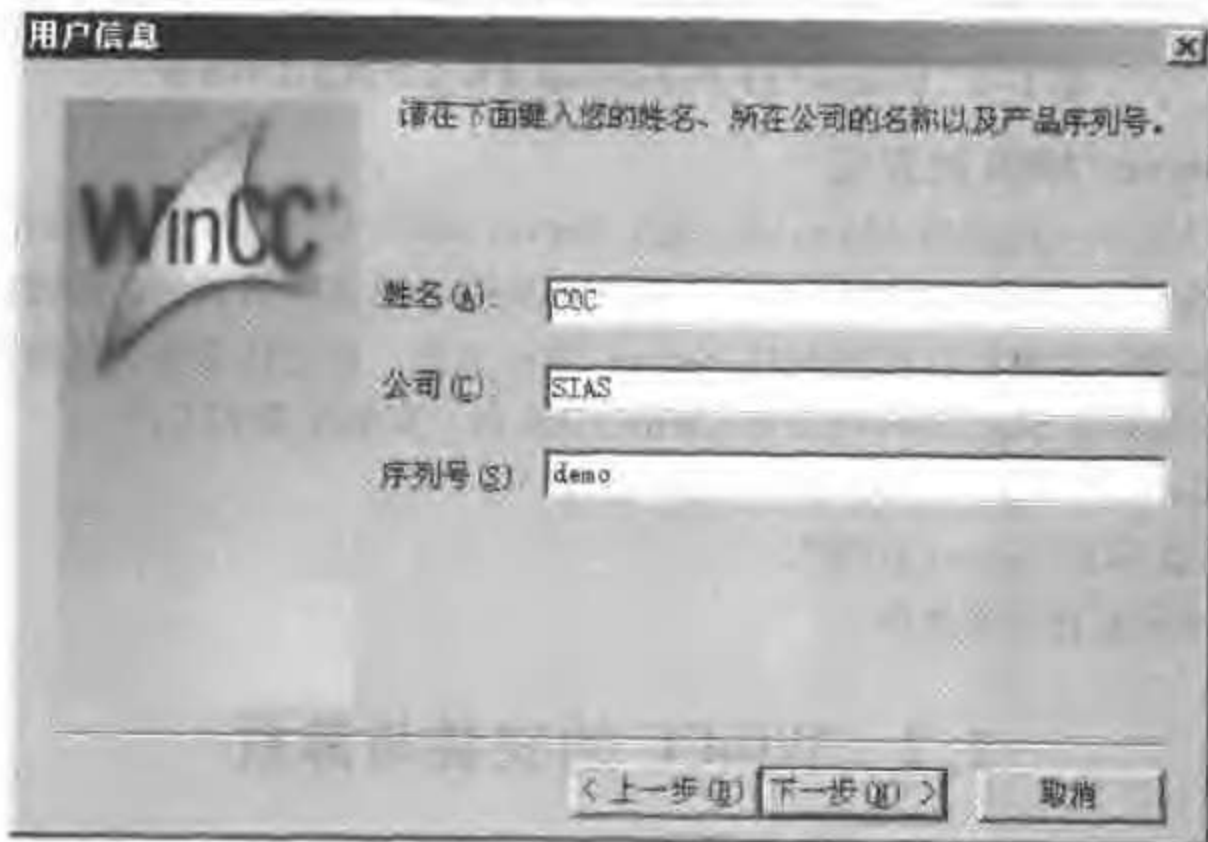 用户信息
请在下面键入您的姓名、所在公司的名称以及产品序列号。
WinCC
姓名(A): CQC
公司(C): SIAS
序列号(S): demo
< 上一步(B) 下一步(N) > 取消